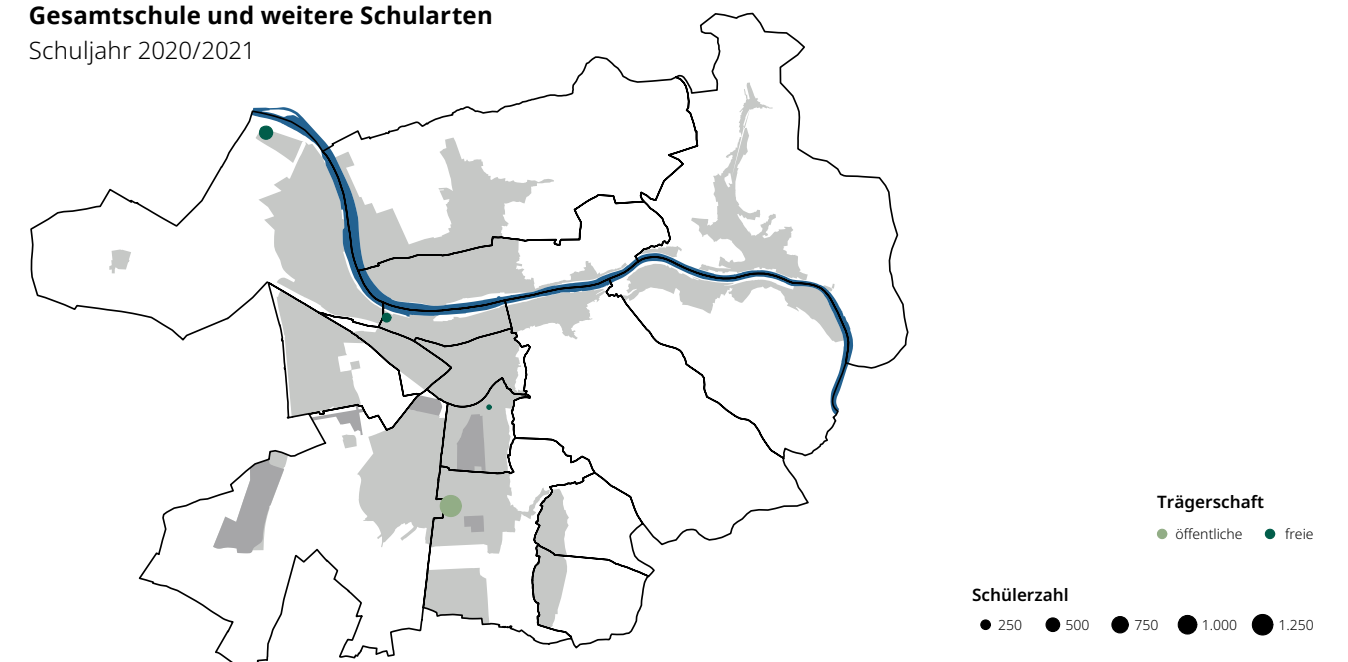 Gesamtschule und weitere Schularten
Schuljahr 2020/2021
Trägerschaft
öffentliche freie
Schülerzahl
250 500 750 1.000 1.250